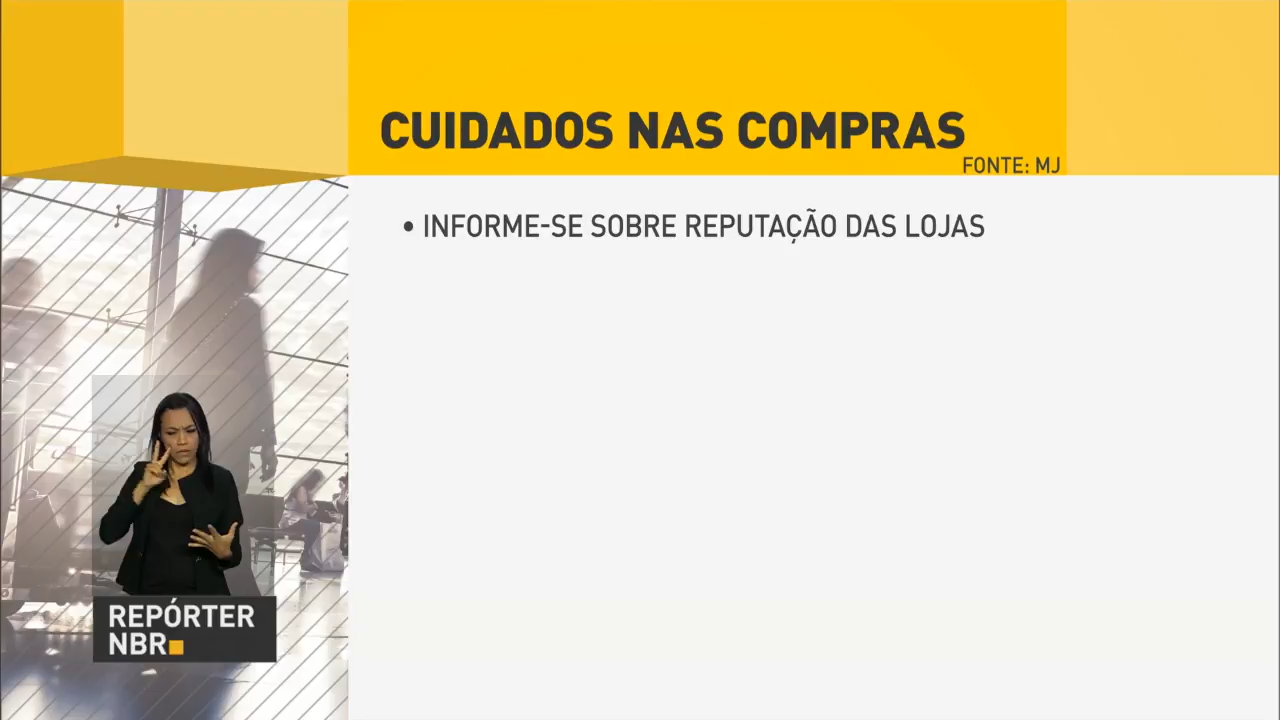 CUIDADOS NAS COMPRAS
FONTE: MJ
• INFORME-SE SOBRE REPUTAÇÃO DAS LOJAS
REPÓRTER
NBR